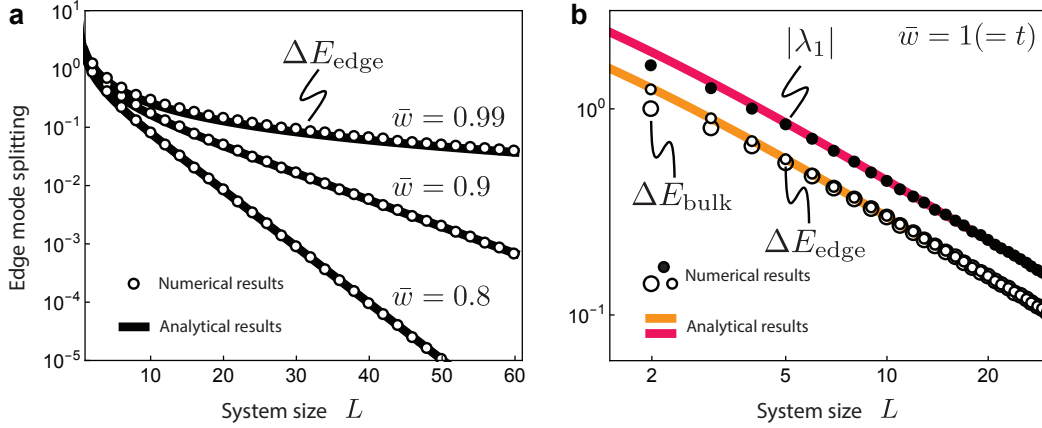 a
Edge mode splitting
10¹
10⁰
10⁻¹
10⁻²
10⁻³
10⁻⁴
10⁻⁵
ΔE_edge
w̄ = 0.99
w̄ = 0.9
w̄ = 0.8
Numerical results
Analytical results
10 20 30 40 50 60
System size L
b
w̄ = 1(= t)
|λ₁|
10⁰
10⁻¹
ΔE_bulk
ΔE_edge
Numerical results
Analytical results
2 5 10 20
System size L